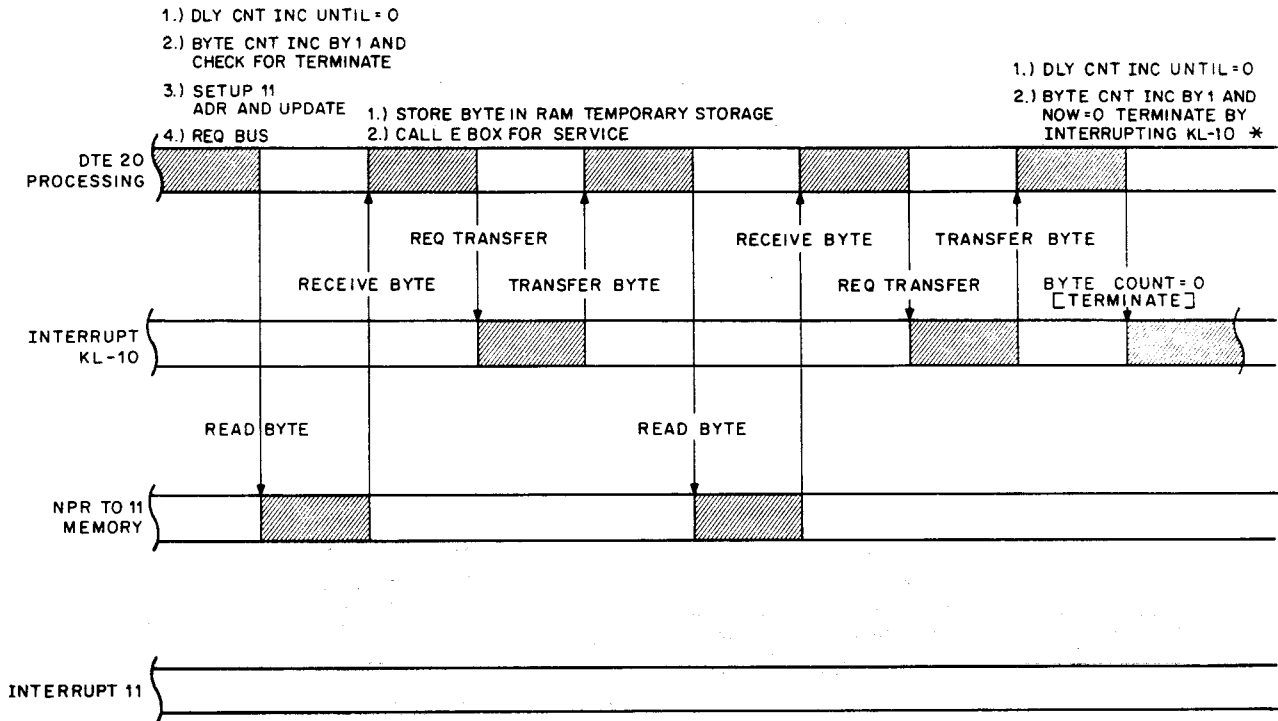 1.) DLY CNT INC UNTIL = 0
2.) BYTE CNT INC BY 1 AND
CHECK FOR TERMINATE
3.) SETUP 11
ADR AND UPDATE
4.) REQ BUS
1.) STORE BYTE IN RAM TEMPORARY STORAGE
2.) CALL E BOX FOR SERVICE
1.) DLY CNT INC UNTIL = 0
2.) BYTE CNT INC BY 1 AND
NOW = 0 TERMINATE BY
INTERRUPTING KL-10 *
DTE 20
PROCESSING
REQ TRANSFER
RECEIVE BYTE
TRANSFER BYTE
RECEIVE BYTE
TRANSFER BYTE
REQ TRANSFER
BYTE COUNT = 0
[TERMINATE]
INTERRUPT
KL-10
READ BYTE
READ BYTE
NPR TO 11
MEMORY
INTERRUPT 11